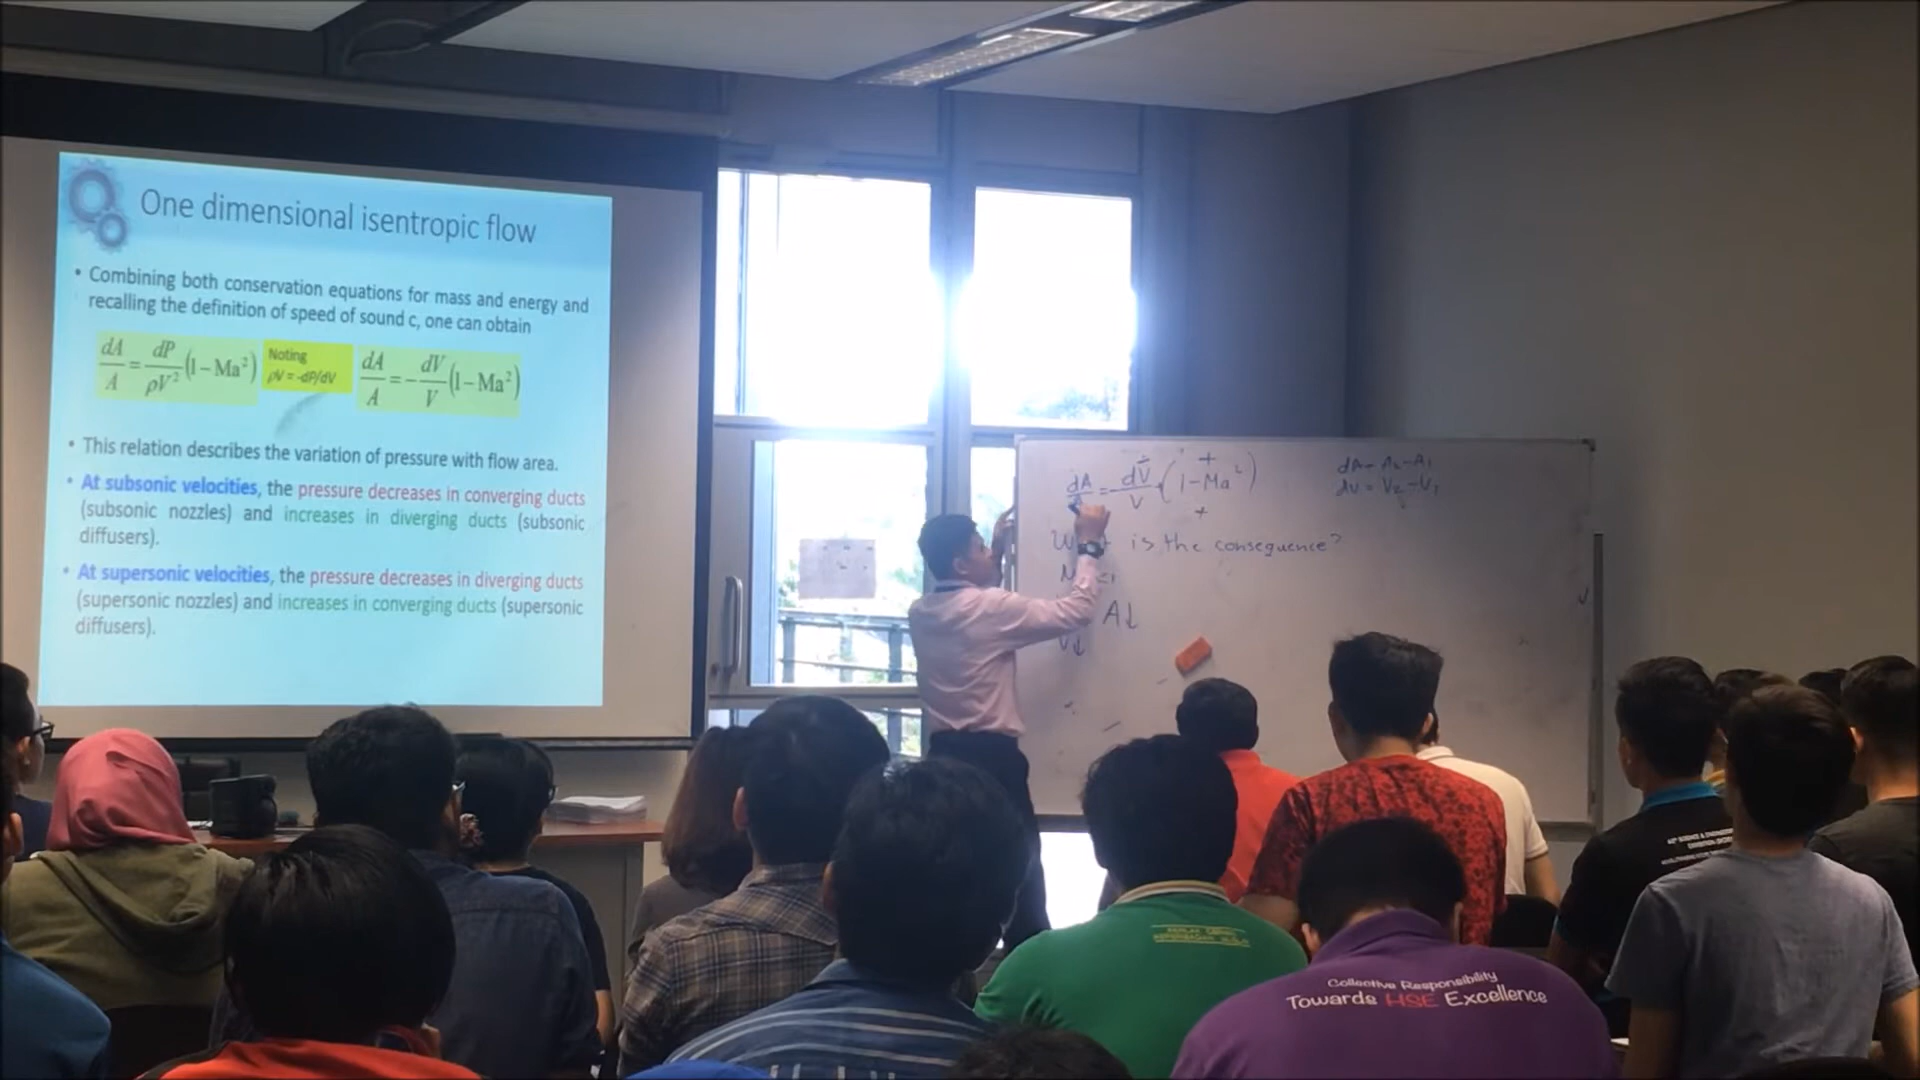 One dimensional isentropic flow
• Combining both conservation equations for mass and energy and
recalling the definition of speed of sound c, one can obtain
dA/A = dP/ρV² (1 − Ma²)
Noting
ρV = -dP/dV
dA/A = − dV/V (1 − Ma²)
• This relation describes the variation of pressure with flow area.
• At subsonic velocities, the pressure decreases in converging ducts
(subsonic nozzles) and increases in diverging ducts (subsonic
diffusers).
• At supersonic velocities, the pressure decreases in diverging ducts
(supersonic nozzles) and increases in converging ducts (supersonic
diffusers).
+
dA/A = − dV/V (1 − Ma²)
+
dA = A₂ − A₁
dV = V₂ − V₁
is the consequence?
A↓
V↓
Collective Responsibility
Towards HSE Excellence